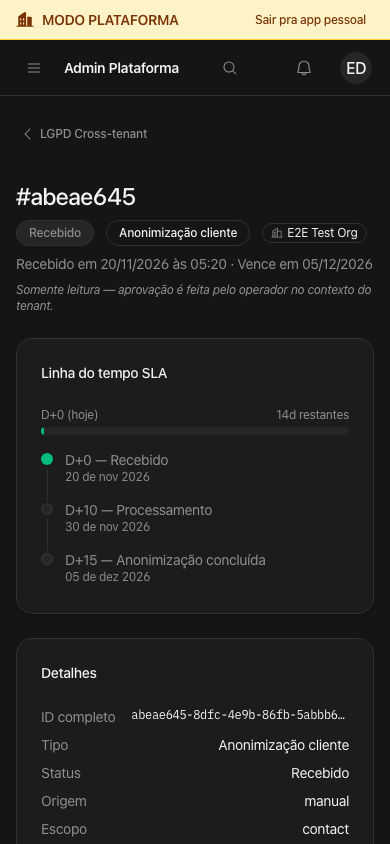 MODO PLATAFORMA
Sair pra app pessoal
Admin Plataforma
ED
LGPD Cross-tenant
#abeae645
Recebido
Anonimização cliente
E2E Test Org
Recebido em 20/11/2026 às 05:20 · Vence em 05/12/2026
Somente leitura — aprovação é feita pelo operador no contexto do
tenant.
Linha do tempo SLA
D+0 (hoje)
14d restantes
D+0 — Recebido
20 de nov 2026
D+10 — Processamento
30 de nov 2026
D+15 — Anonimização concluída
05 de dez 2026
Detalhes
ID completo
abeae645-8dfc-4e9b-86fb-5abbb6…
Tipo
Anonimização cliente
Status
Recebido
Origem
manual
Escopo
contact